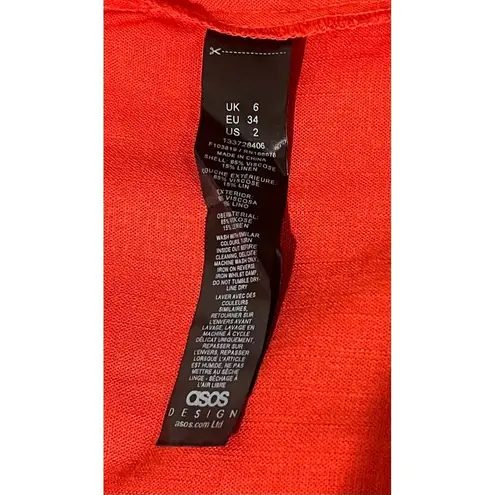 UK 6
EU 34
US 2
133728406
MADE IN CHINA
SHELL: 85% VISCOSE
15% LINEN
COUCHE EXTÉRIEURE:
85% VISCOSE
15% LIN
EXTERIOR:
VISCOSA
LINO
OBERMATERIAL:
85% VISKOSE
15% LEINEN
WASH WITH SIMILAR
COLOURS, TURN
INSIDE OUT BEFORE
CLEANING, DELICATE
MACHINE WASH ONLY,
IRON ON REVERSE
IRON WHILST DAMP,
DO NOT TUMBLE DRY-
LINE DRY
LAVER AVEC DES
COULEURS
SIMILAIRES,
RETOURNER SUR
L'ENVERS AVANT
LAVAGE, LAVAGE EN
MACHINE À CYCLE
DÉLICAT UNIQUEMENT,
REPASSER SUR
L'ENVERS, REPASSER
LORSQUE L'ARTICLE
EST HUMIDE, NE PAS
METTRE AU SÈCHE
LINGE - SÉCHAGE À
L'AIR LIBRE
asos
DESIGN
asos.com Ltd